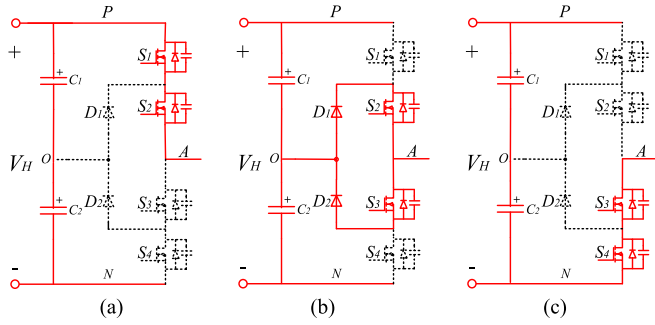 P
+
S1
+
C1
S2
D1
VH
O
A
+
C2
D2
S3
S4
-
N
(a)
P
+
S1
+
C1
S2
D1
VH
O
A
+
C2
D2
S3
S4
-
N
(b)
P
+
S1
+
C1
S2
D1
VH
O
A
+
C2
D2
S3
S4
-
N
(c)